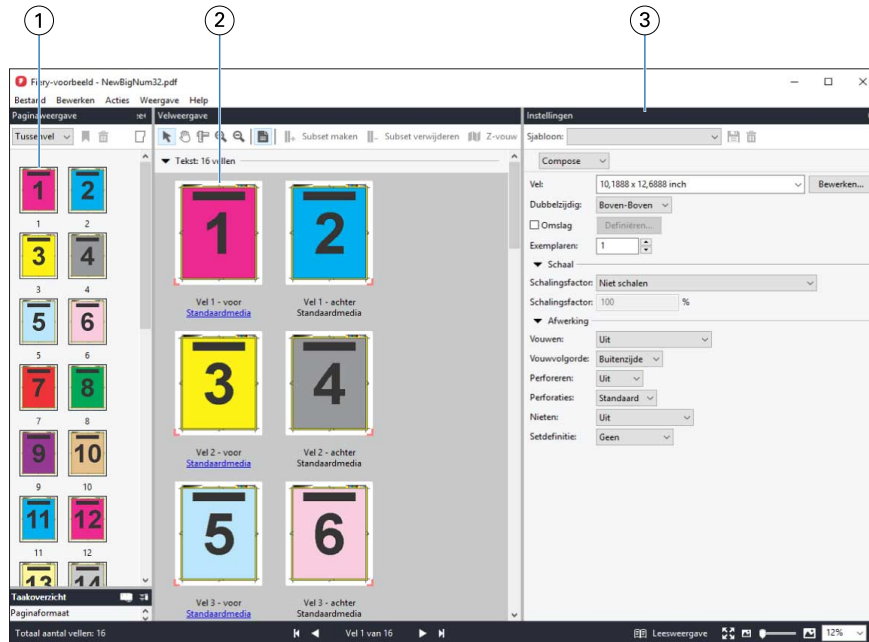 1 2 3
Fiery-voorbeeld - NewBigNum32.pdf
Bestand Bewerken Acties Weergave Help
Paginaweergave
Tussenvel
1 2
1 2
3 4
3 4
5 6
5 6
7 8
7 8
9 10
9 10
11 12
11 12
13 14
Taakoverzicht
Paginaformaat
Velweergave
Subset maken Subset verwijderen Z-vouw
Tekst: 16 vellen
1 2
Vel 1 - voor Vel 1 - achter
Standaardmedia Standaardmedia
3 4
Vel 2 - voor Vel 2 - achter
Standaardmedia Standaardmedia
5 6
Vel 3 - voor Vel 3 - achter
Standaardmedia Standaardmedia
Instellingen
Sjabloon:
Compose
Vel: 10,1888 x 12,6888 inch Bewerken...
Dubbelzijdig: Boven-Boven
Omslag Definiëren...
Exemplaren: 1
Schaal
Schalingsfactor: Niet schalen
Schalingsfactor: 100 %
Afwerking
Vouwen: Uit
Vouwvolgorde: Buitenzijde
Perforeren: Uit
Perforaties: Standaard
Nieten: Uit
Setdefinitie: Geen
Totaal aantal vellen: 16 Vel 1 van 16 Leesweergave 12%